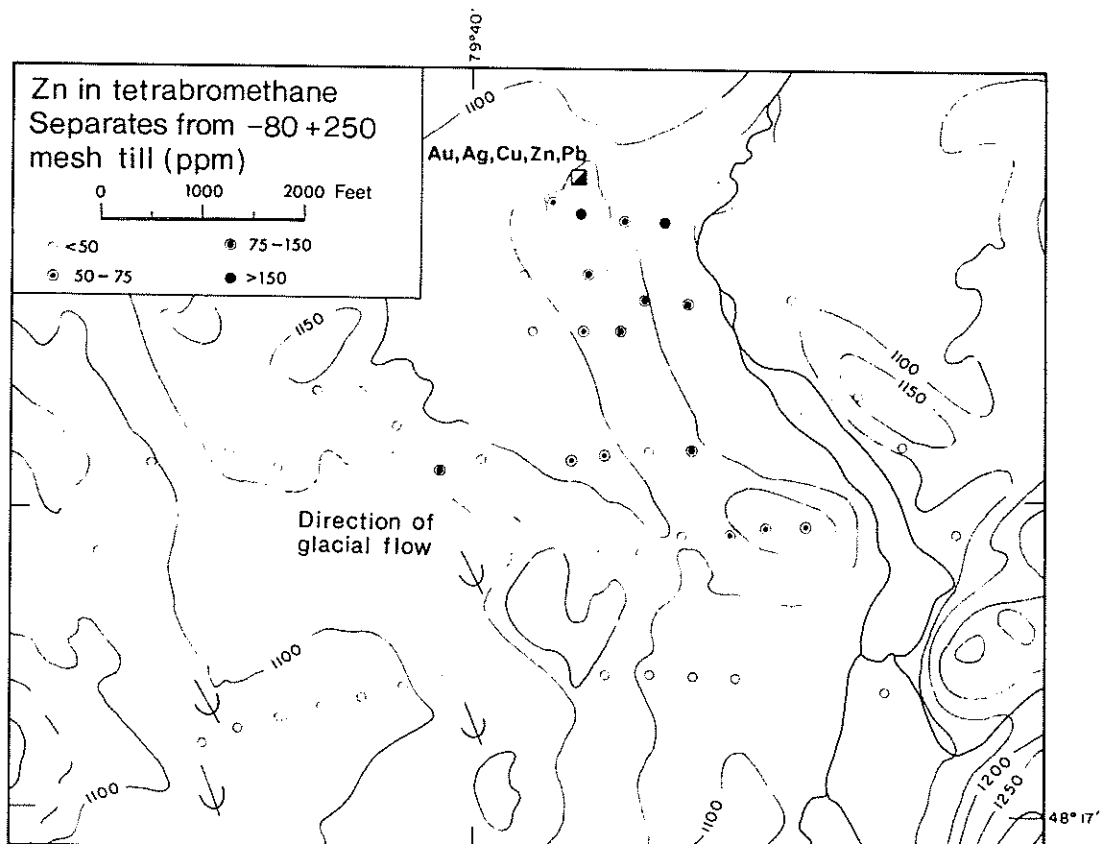 79°40'
Zn in tetrabromethane
Separates from -80 +250
mesh till (ppm)
0 1000 2000 Feet
<50 75-150
50-75 >150
1100
Au,Ag,Cu,Zn,Pb
1150
1100
1150
Direction of
glacial flow
1100
1100
1100
1200
1250
48°17'